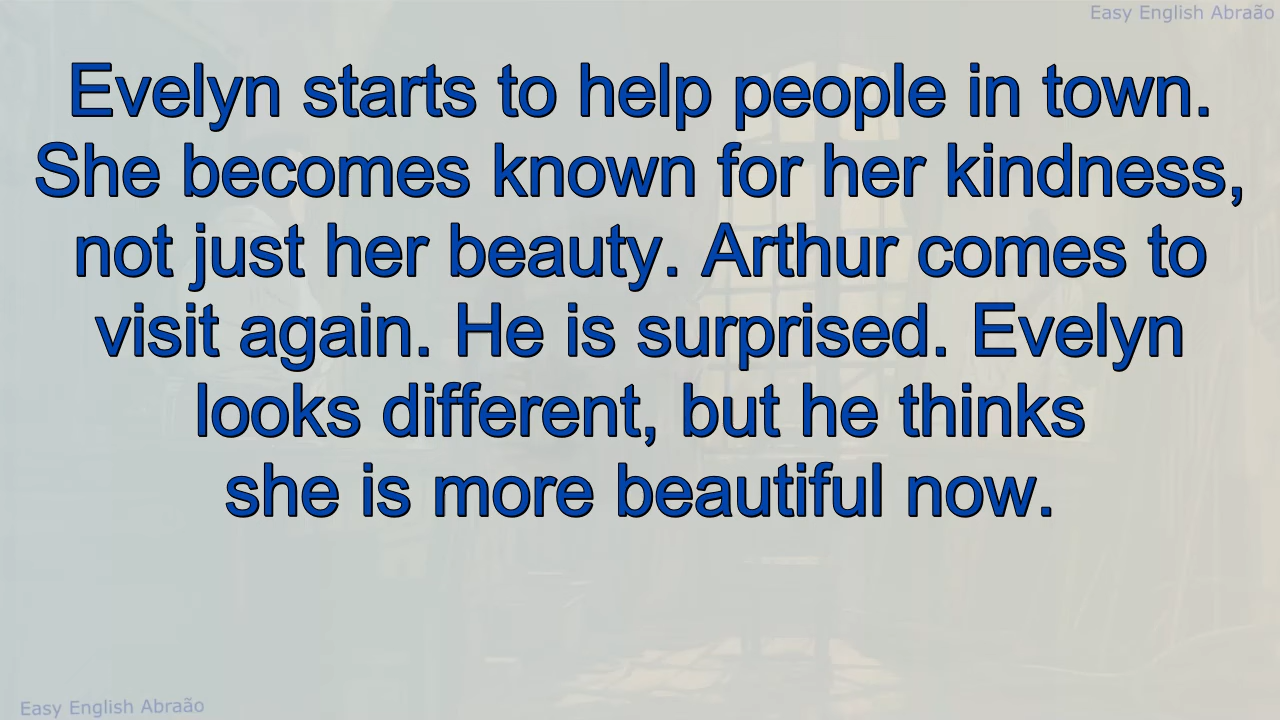 Easy English Abraão
Evelyn starts to help people in town.
She becomes known for her kindness,
not just her beauty. Arthur comes to
visit again. He is surprised. Evelyn
looks different, but he thinks
she is more beautiful now.
Easy English Abraão